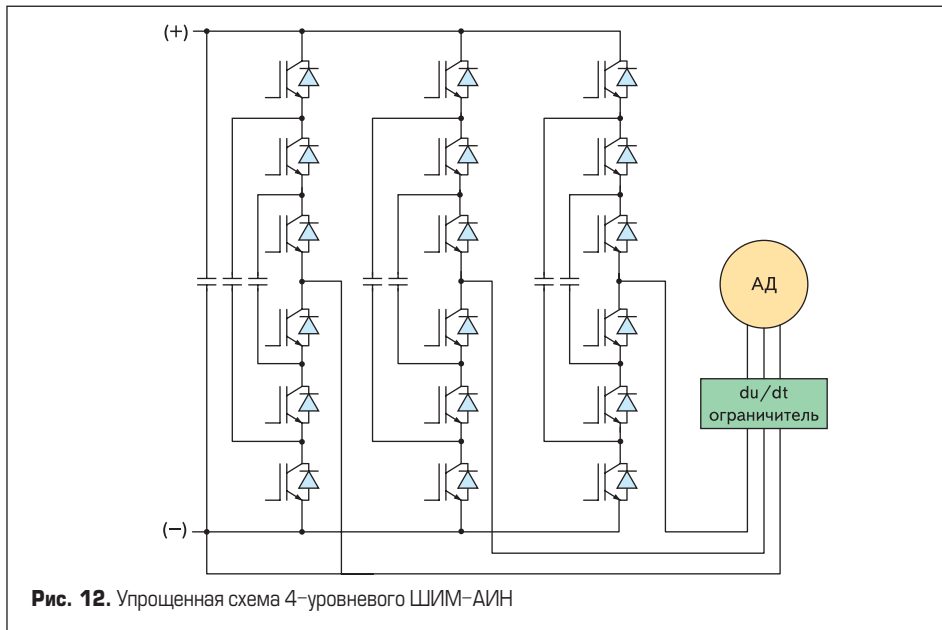 (+)
АД
du/dt
ограничитель
(–)
Рис. 12. Упрощенная схема 4-уровневого ШИМ-АИН